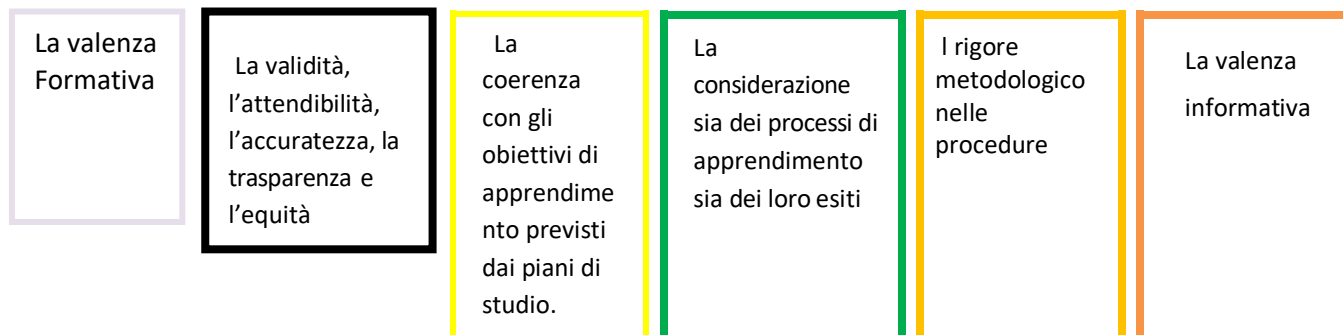 La valenza
Formativa
La validità,
l’attendibilità,
l’accuratezza, la
trasparenza e
l’equità
La
coerenza
con gli
obiettivi di
apprendime
nto previsti
dai piani di
studio.
La
considerazione
sia dei processi di
apprendimento
sia dei loro esiti
l rigore
metodologico
nelle
procedure
La valenza
informativa